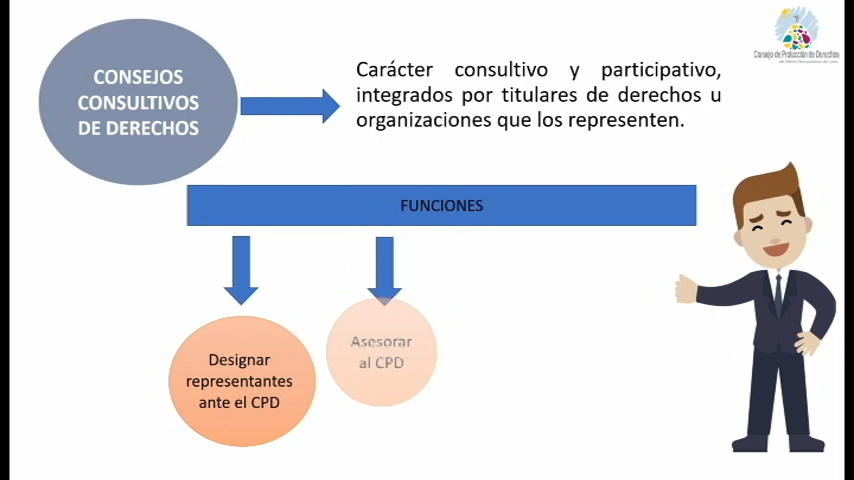 Consejo de Protección de Derechos
CONSEJOS
CONSULTIVOS
DE DERECHOS
Carácter consultivo y participativo,
integrados por titulares de derechos u
organizaciones que los representen.
FUNCIONES
Designar
representantes
ante el CPD
Asesorar
al CPD